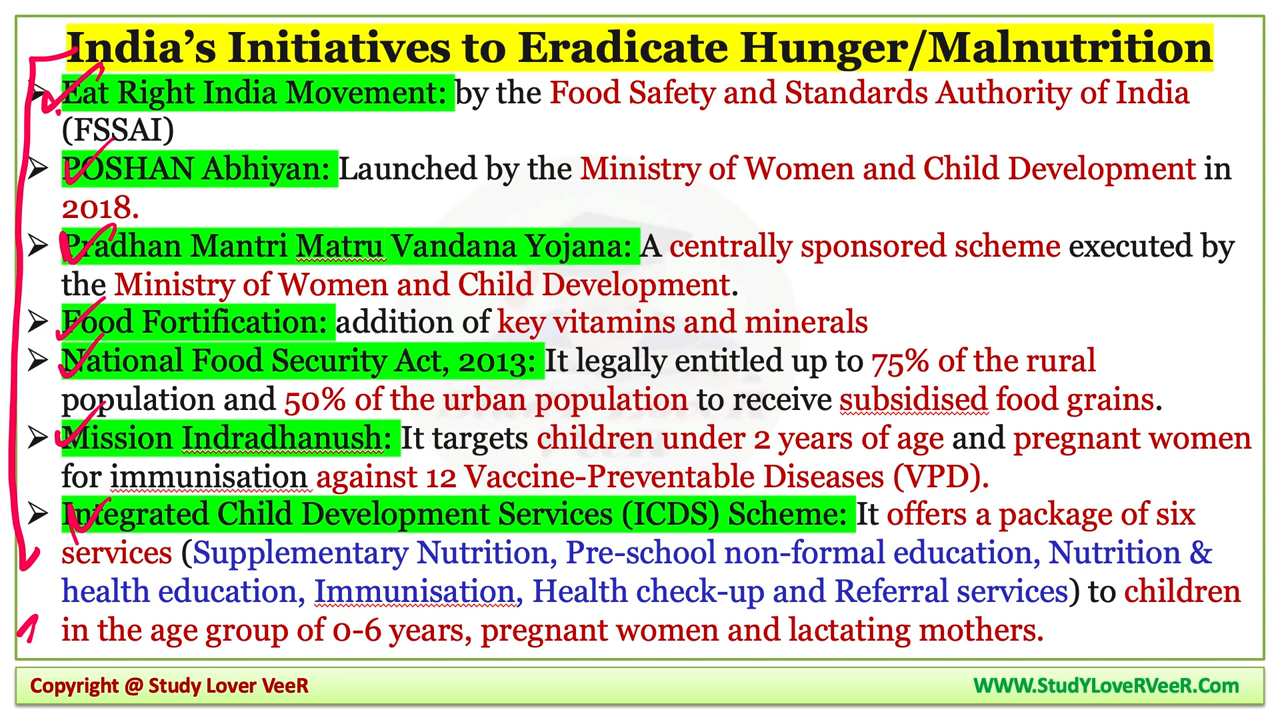 India's Initiatives to Eradicate Hunger/Malnutrition
➤ Eat Right India Movement: by the Food Safety and Standards Authority of India
(FSSAI)
➤ POSHAN Abhiyan: Launched by the Ministry of Women and Child Development in
2018.
➤ Pradhan Mantri Matru Vandana Yojana: A centrally sponsored scheme executed by
the Ministry of Women and Child Development.
➤ Food Fortification: addition of key vitamins and minerals
➤ National Food Security Act, 2013: It legally entitled up to 75% of the rural
population and 50% of the urban population to receive subsidised food grains.
➤ Mission Indradhanush: It targets children under 2 years of age and pregnant women
for immunisation against 12 Vaccine-Preventable Diseases (VPD).
➤ Integrated Child Development Services (ICDS) Scheme: It offers a package of six
services (Supplementary Nutrition, Pre-school non-formal education, Nutrition &
health education, Immunisation, Health check-up and Referral services) to children
in the age group of 0-6 years, pregnant women and lactating mothers.
Copyright @ Study Lover VeeR
WWW.StudYLoveRVeeR.Com